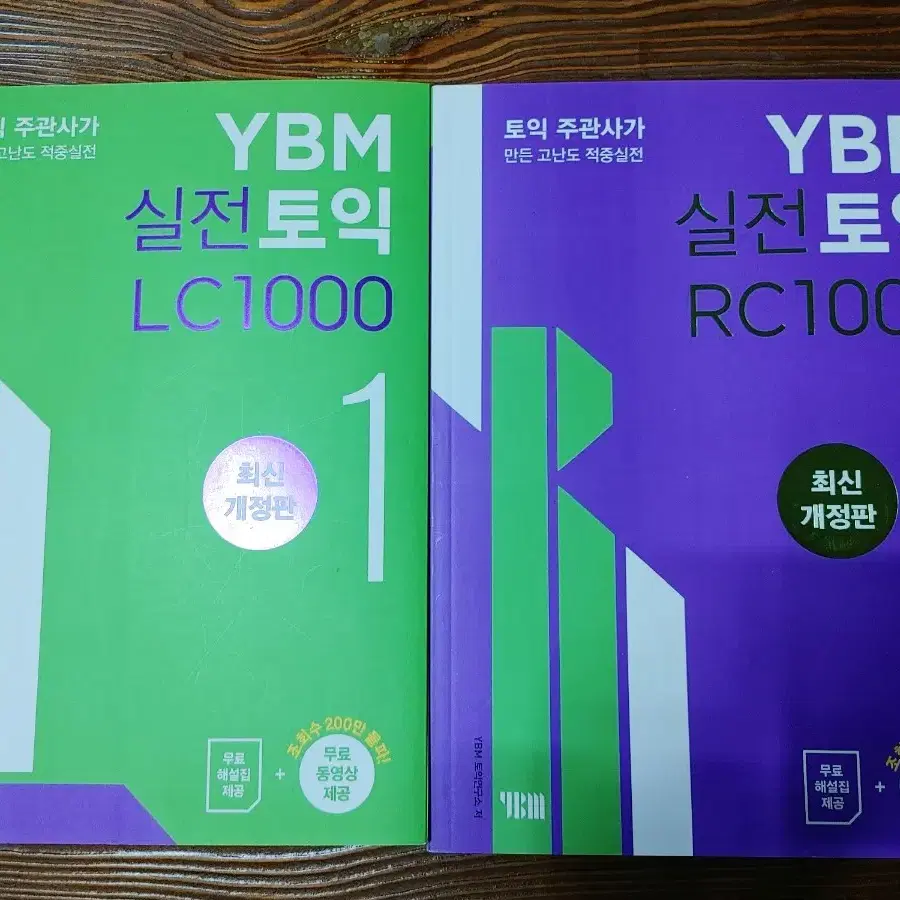 익 주관사가
고난도 적중실전
YBM
실전토익
LC1000
1
최신
개정판
무료
해설집
제공
+
조회수 200만 돌파!
무료
동영상
제공
토익 주관사가
만든 고난도 적중실전
YB
실전토
RC100
최신
개정판
YBM 토익연구소 저
YBM
무료
해설집
제공
+